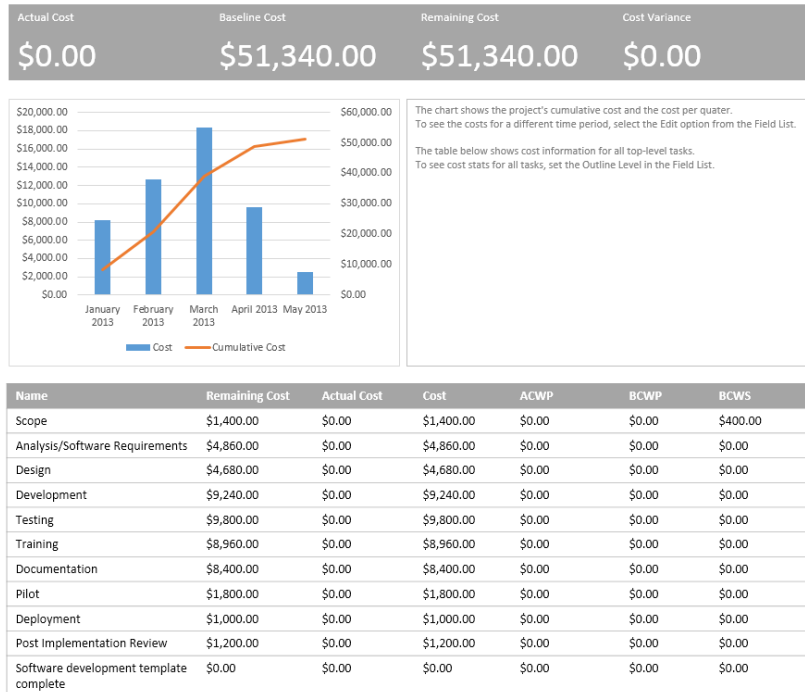 Actual Cost Baseline Cost Remaining Cost Cost Variance
$0.00 $51,340.00 $51,340.00 $0.00
The chart shows the project's cumulative cost and the cost per quater.
To see the costs for a different time period, select the Edit option from the Field List.
The table below shows cost information for all top-level tasks.
To see cost stats for all tasks, set the Outline Level in the Field List.
$20,000.00 $60,000.00
$18,000.00
$16,000.00 $50,000.00
$14,000.00 $40,000.00
$12,000.00
$10,000.00 $30,000.00
$8,000.00
$6,000.00 $20,000.00
$4,000.00 $10,000.00
$2,000.00
$0.00 $0.00
January February March April 2013 May 2013
2013 2013 2013
Cost Cumulative Cost
Name Remaining Cost Actual Cost Cost ACWP BCWP BCWS
Scope $1,400.00 $0.00 $1,400.00 $0.00 $0.00 $400.00
Analysis/Software Requirements $4,860.00 $0.00 $4,860.00 $0.00 $0.00 $0.00
Design $4,680.00 $0.00 $4,680.00 $0.00 $0.00 $0.00
Development $9,240.00 $0.00 $9,240.00 $0.00 $0.00 $0.00
Testing $9,800.00 $0.00 $9,800.00 $0.00 $0.00 $0.00
Training $8,960.00 $0.00 $8,960.00 $0.00 $0.00 $0.00
Documentation $8,400.00 $0.00 $8,400.00 $0.00 $0.00 $0.00
Pilot $1,800.00 $0.00 $1,800.00 $0.00 $0.00 $0.00
Deployment $1,000.00 $0.00 $1,000.00 $0.00 $0.00 $0.00
Post Implementation Review $1,200.00 $0.00 $1,200.00 $0.00 $0.00 $0.00
Software development template $0.00 $0.00 $0.00 $0.00 $0.00 $0.00
complete